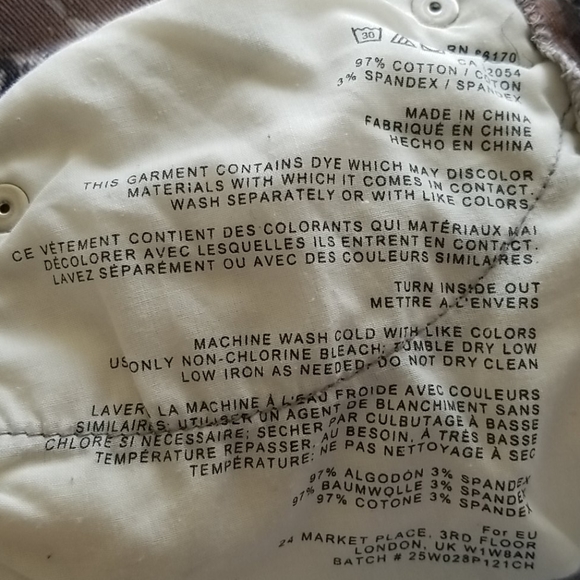 30 RN 86170
CA 12054
97% COTTON / COTON
3% SPANDEX / SPANDEX
MADE IN CHINA
FABRIQUÉ EN CHINE
HECHO EN CHINA
THIS GARMENT CONTAINS DYE WHICH MAY DISCOLOR
MATERIALS WITH WHICH IT COMES IN CONTACT.
WASH SEPARATELY OR WITH LIKE COLORS.
CE VÊTEMENT CONTIENT DES COLORANTS QUI MATÉRIAUX MAI
DÉCOLORER AVEC LESQUELLES ILS ENTRENT EN CONTACT.
LAVEZ SÉPARÉMENT OU AVEC DES COULEURS SIMILAIRES.
TURN INSIDE OUT
METTRE A L'ENVERS
MACHINE WASH COLD WITH LIKE COLORS
USONLY NON-CHLORINE BLEACH; TUMBLE DRY LOW
LOW IRON AS NEEDED. DO NOT DRY CLEAN
LAVER, LA MACHINE À L'EAU FROIDE AVEC COULEURS
SIMILAIRES, UTILISER UN AGENT DE BLANCHIMENT SANS
CHLORE SI NÉCESSAIRE; SÉCHER PAR CULBUTAGE À BASSE
TEMPÉRATURE REPASSER, AU BESOIN, À TRÈS BASSE
TEMPÉRATURE; NE PAS NETTOYAGE À SEC
97% ALGODÓN 3% SPANDEX
97% BAUMWOLLE 3% SPANDEX
97% COTONE 3% SPANDEX
For EU
24 MARKET PLACE, 3RD FLOOR
LONDON, UK W1W8AN
BATCH # 25W028P121CH